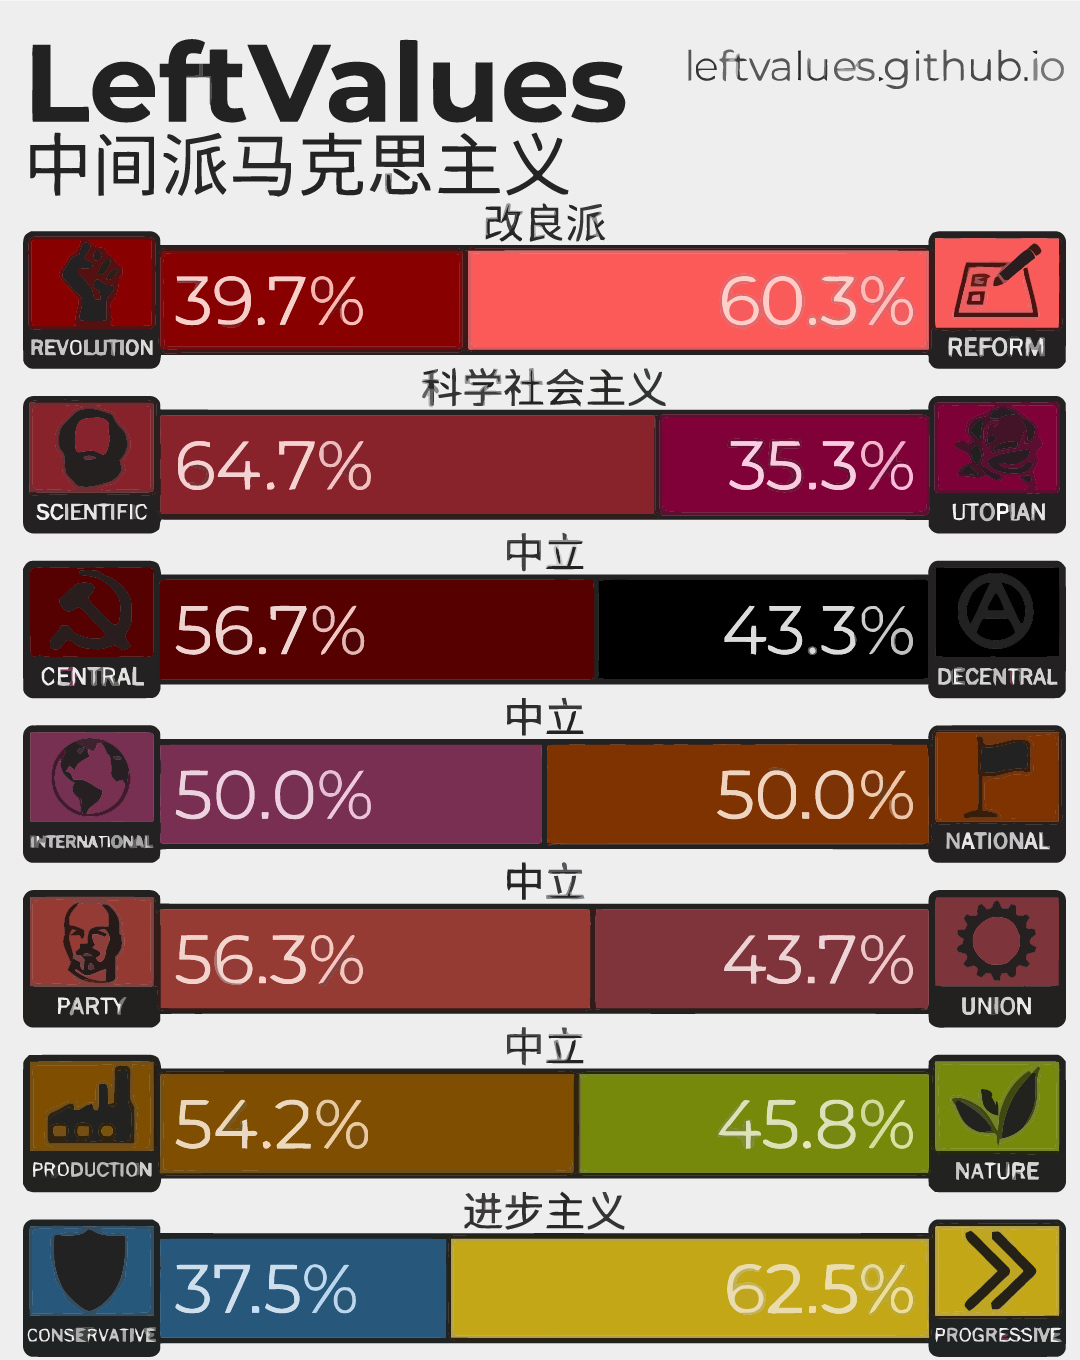 LeftValues
leftvalues.github.io
中间派马克思主义
改良派
39.7% 60.3%
REVOLUTION REFORM
科学社会主义
64.7% 35.3%
SCIENTIFIC UTOPIAN
中立
56.7% 43.3%
CENTRAL DECENTRAL
中立
50.0% 50.0%
INTERNATIONAL NATIONAL
中立
56.3% 43.7%
PARTY UNION
中立
54.2% 45.8%
PRODUCTION NATURE
进步主义
37.5% 62.5%
CONSERVATIVE PROGRESSIVE